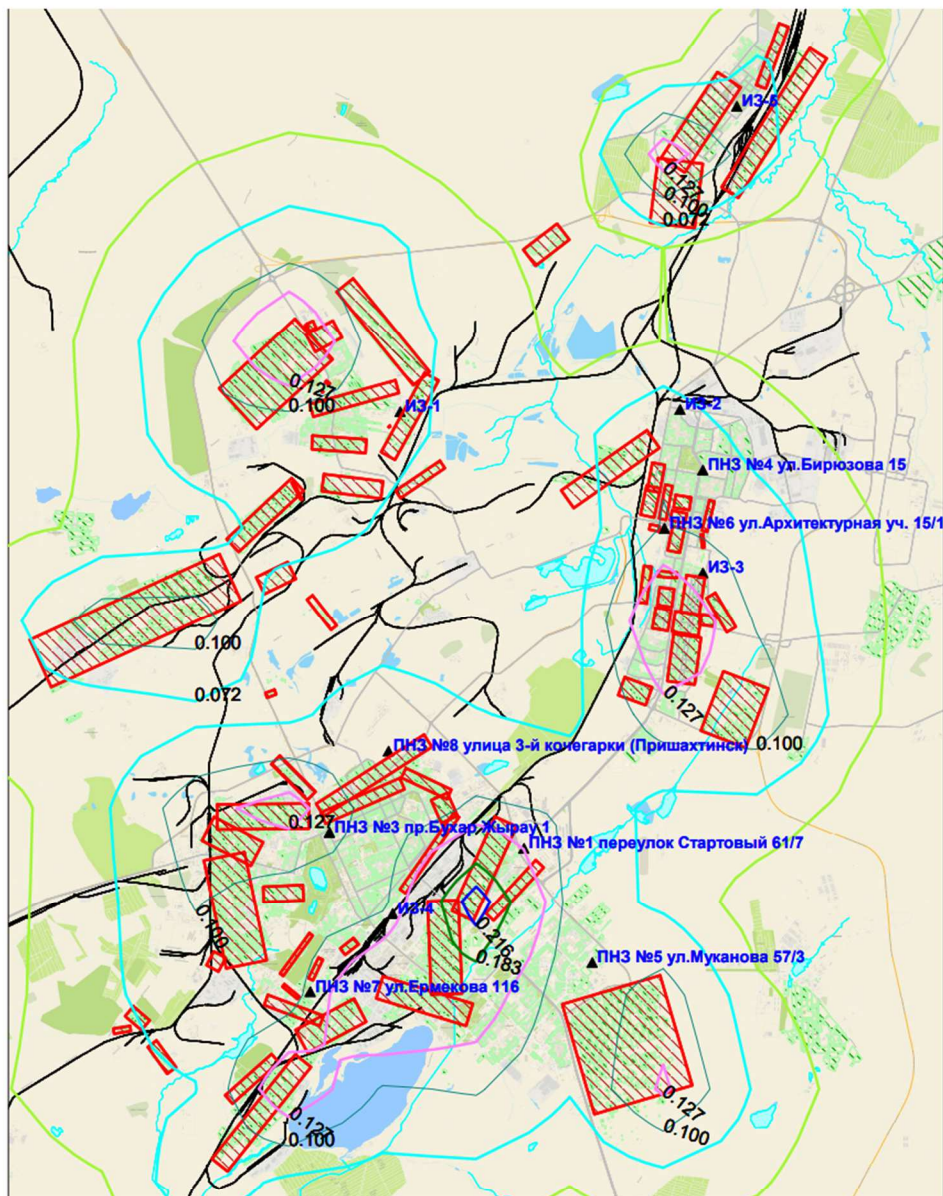 ИЗ-5
0.127
0.100
0.072
0.127
0.100
ИЗ-1
ИЗ-2
ПНЗ №4 ул.Бирюзова 15
ПНЗ №6 ул.Архитектурная уч. 15/1
ИЗ-3
0.100
0.072
0.127
0.100
ПНЗ №8 улица 3-й кочегарки (Пришахтинск)
0.127
ПНЗ №3 пр.Бухар Жырау 1
ПНЗ №1 переулок Стартовый 61/7
0.100
ИЗ-4
0.216
0.183
ПНЗ №5 ул.Муканова 57/3
ПНЗ №7 ул.Ермекова 116
0.127
0.100
0.127
0.100